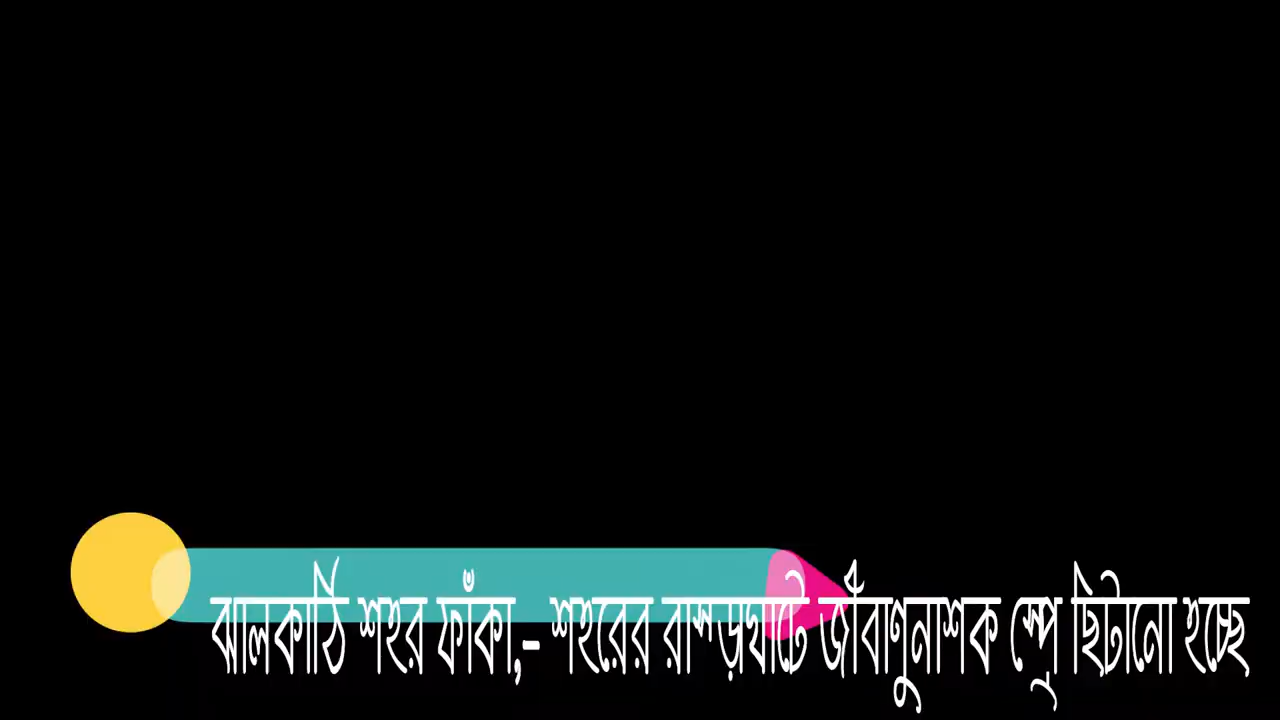 ঝালকাঠি শহর ফাঁকা,- শহরের রাস্ড়াঘাটে জীবাণুনাশক স্প্রে ছিটানো হচ্ছে